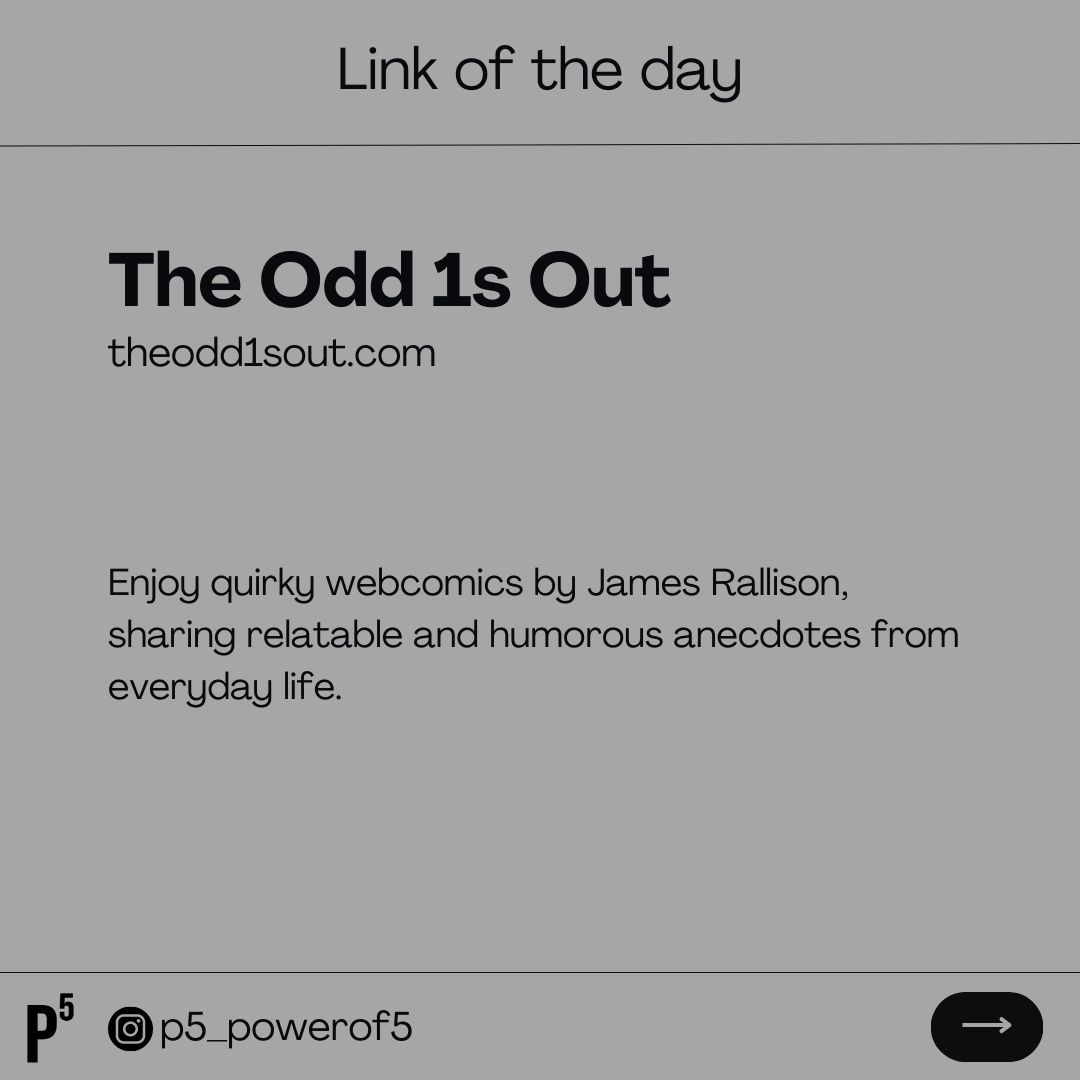 Link of the day
The Odd 1s Out
theodd1sout.com
Enjoy quirky webcomics by James Rallison,
sharing relatable and humorous anecdotes from
everyday life.
P5 p5_powerof5